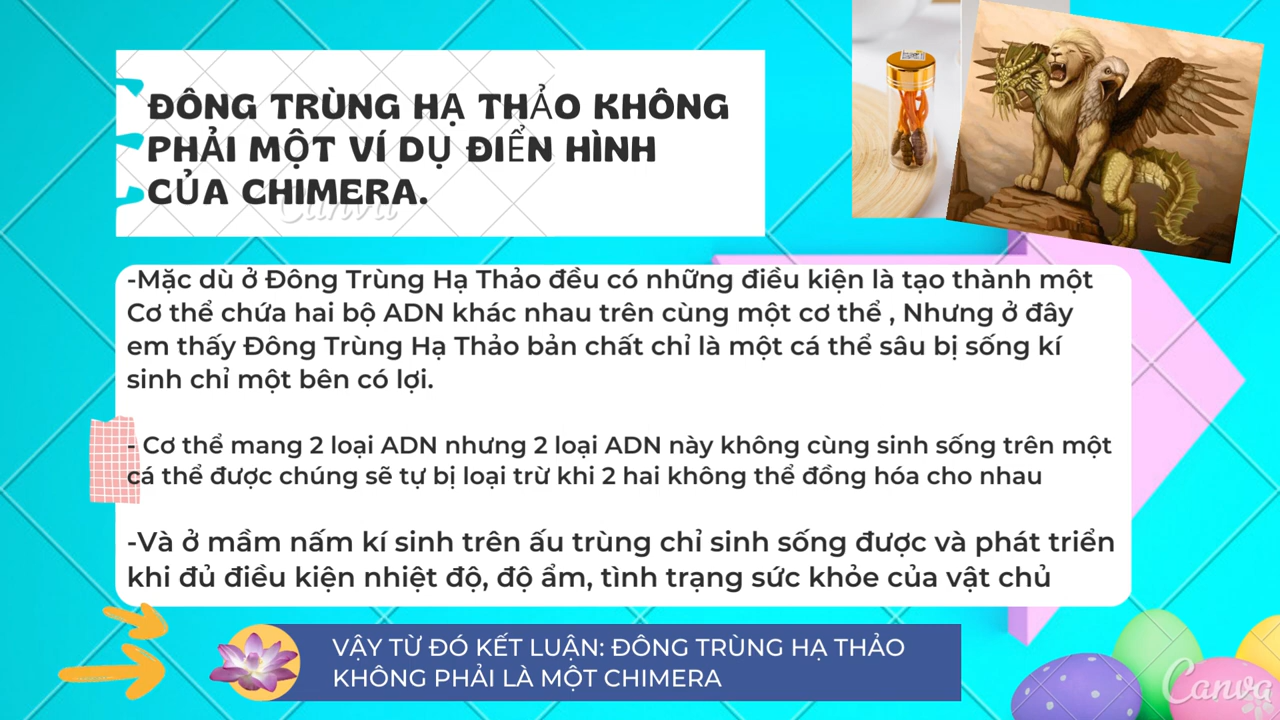 ĐÔNG TRÙNG HẠ THẢO KHÔNG
PHẢI MỘT VÍ DỤ ĐIỂN HÌNH
CỦA CHIMERA.
Canva
-Mặc dù ở Đông Trùng Hạ Thảo đều có những điều kiện là tạo thành một
Cơ thể chứa hai bộ ADN khác nhau trên cùng một cơ thể , Nhưng ở đây
em thấy Đông Trùng Hạ Thảo bản chất chỉ là một cá thể sâu bị sống kí
sinh chỉ một bên có lợi.
- Cơ thể mang 2 loại ADN nhưng 2 loại ADN này không cùng sinh sống trên một
cá thể được chúng sẽ tự bị loại trừ khi 2 hai không thể đồng hóa cho nhau
-Và ở mầm nấm kí sinh trên ấu trùng chỉ sinh sống được và phát triển
khi đủ điều kiện nhiệt độ, độ ẩm, tình trạng sức khỏe của vật chủ
VẬY TỪ ĐÓ KẾT LUẬN: ĐÔNG TRÙNG HẠ THẢO
KHÔNG PHẢI LÀ MỘT CHIMERA
Canva